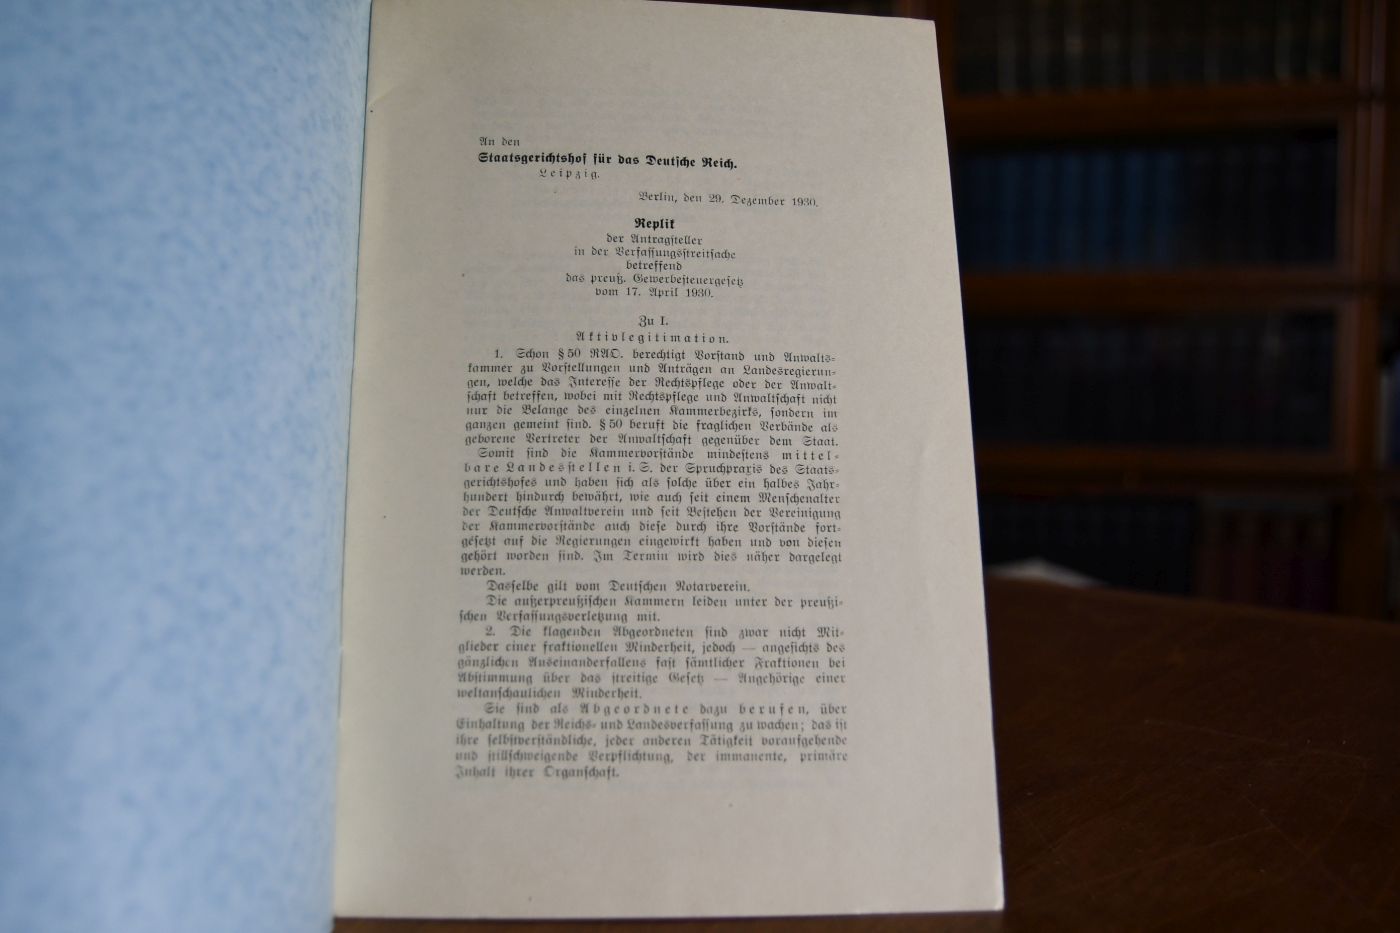 An den
Staatsgerichtshof für das Deutsche Reich.
Leipzig.
Berlin, den 29. Dezember 1930.
Replik
der Antragsteller
in der Verfassungsstreitsache
betreffend
das preuß. Gewerbesteuergesetz
vom 17. April 1930.
Zu I.
Aktivlegitimation.
1. Schon § 50 RAO. berechtigt Vorstand und Anwalts-
kammer zu Vorstellungen und Anträgen an Landesregierun-
gen, welche das Interesse der Rechtspflege oder der Anwalt-
schaft betreffen, wobei mit Rechtspflege und Anwaltschaft nicht
nur die Belange des einzelnen Kammerbezirks, sondern im
ganzen gemeint sind. § 50 beruft die fraglichen Verbände als
geborene Vertreter der Anwaltschaft gegenüber dem Staat.
Somit sind die Kammervorstände mindestens mittel-
bare Landesstellen i. S. der Spruchpraxis des Staats-
gerichtshofes und haben sich als solche über ein halbes Jahr-
hundert hindurch bewährt, wie auch seit einem Menschenalter
der Deutsche Anwaltverein und seit Bestehen der Vereinigung
der Kammervorstände auch diese durch ihre Vorstände fort-
gesetzt auf die Regierungen eingewirkt haben und von diesen
gehört worden sind. Im Termin wird dies näher dargelegt
werden.
Dasselbe gilt vom Deutschen Notarverein.
Die außerpreußischen Kammern leiden unter der preußi-
schen Verfassungsverletzung mit.
2. Die klagenden Abgeordneten sind zwar nicht Mit-
glieder einer fraktionellen Minderheit, jedoch — angesichts des
gänzlichen Auseinanderfallens fast sämtlicher Fraktionen bei
Abstimmung über das streitige Gesetz — Angehörige einer
weltanschaulichen Minderheit.
Sie sind als Abgeordnete dazu berufen, über
Einhaltung der Reichs- und Landesverfassung zu wachen; das ist
ihre selbstverständliche, jeder anderen Tätigkeit voraufgehende
und stillschweigende Verpflichtung, der immanente, primäre
Inhalt ihrer Organschaft.